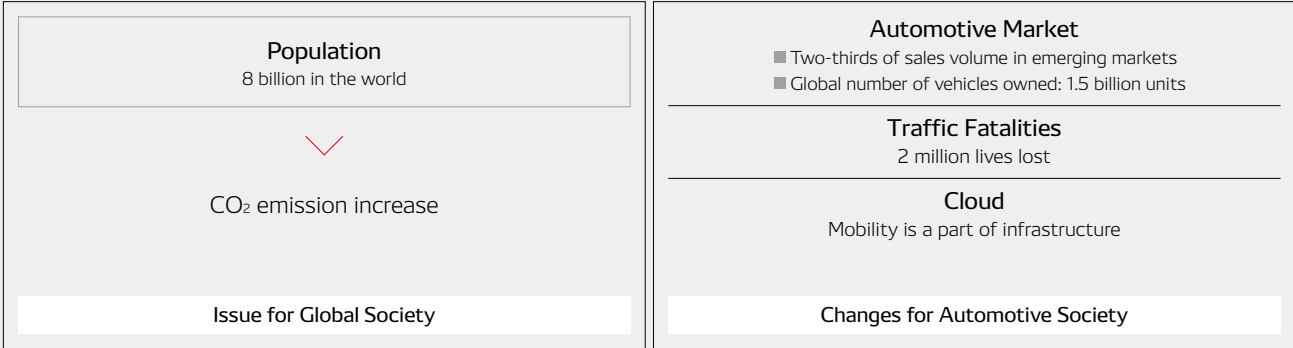 Population
8 billion in the world
CO₂ emission increase
Issue for Global Society
Automotive Market
■ Two-thirds of sales volume in emerging markets
■ Global number of vehicles owned: 1.5 billion units
Traffic Fatalities
2 million lives lost
Cloud
Mobility is a part of infrastructure
Changes for Automotive Society